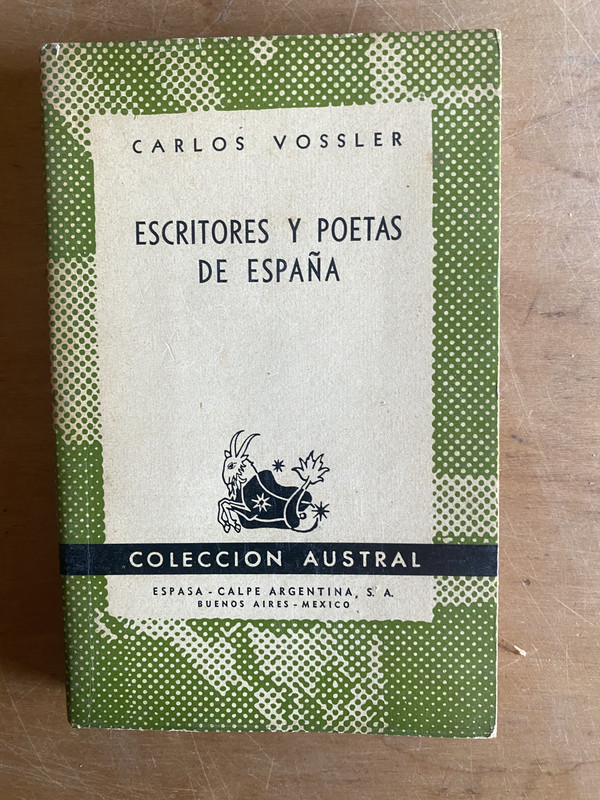 CARLOS VOSSLER
ESCRITORES Y POETAS
DE ESPAÑA
COLECCION AUSTRAL
ESPASA - CALPE ARGENTINA, S. A.
BUENOS AIRES - MEXICO